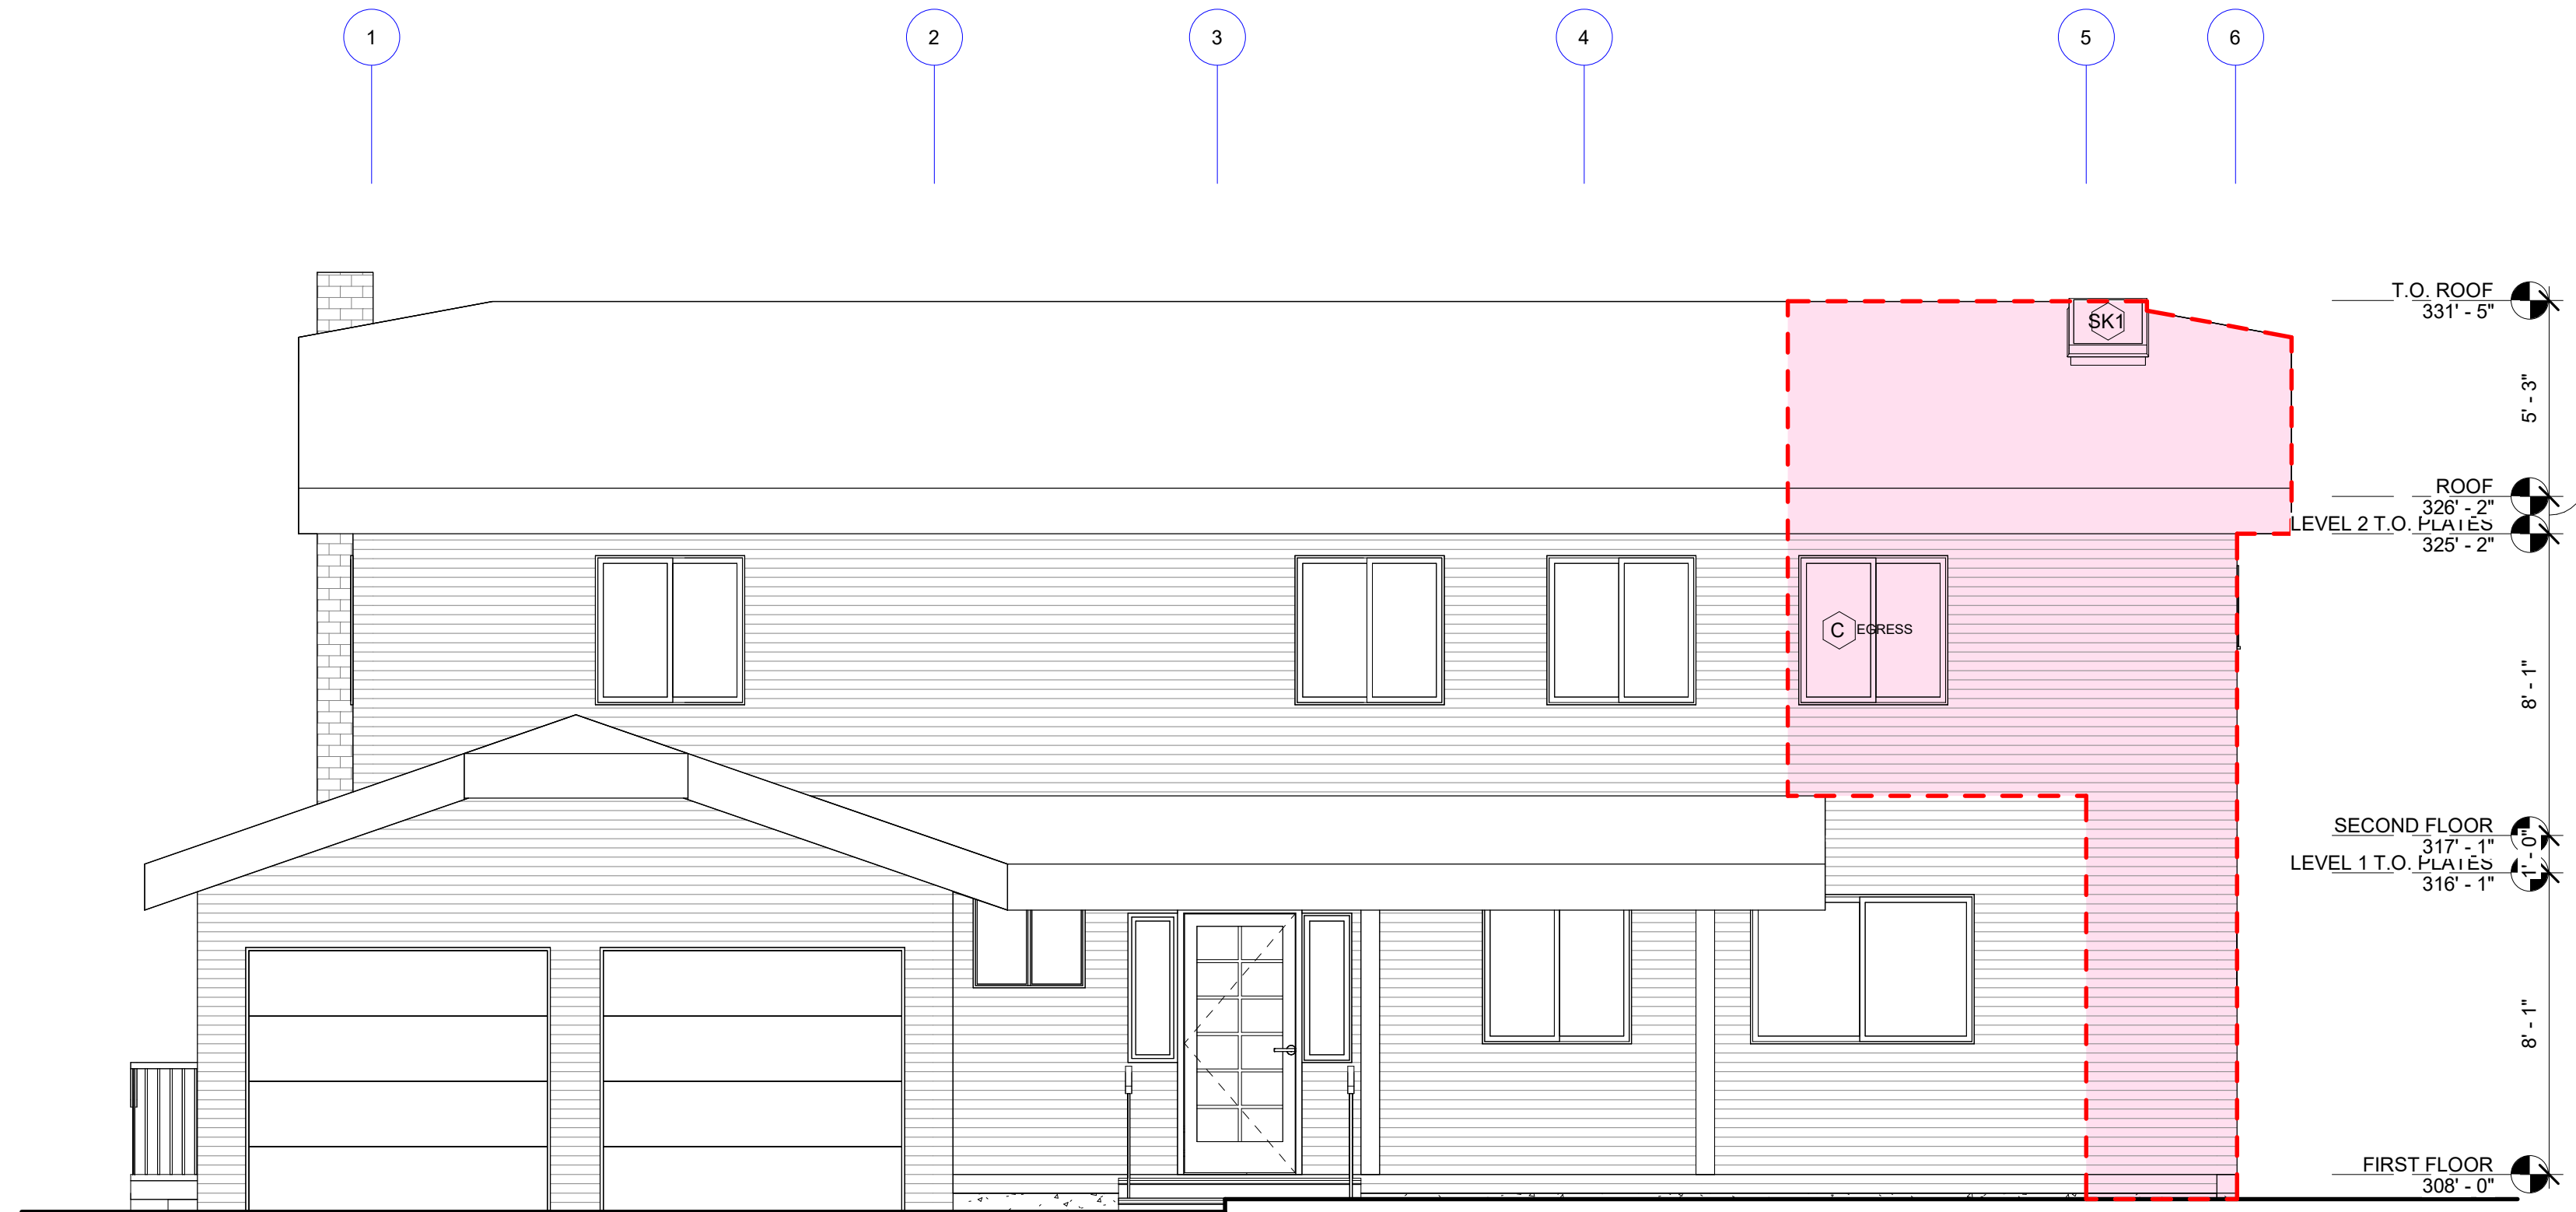 1 2 3 4 5 6
T.O. ROOF
331' - 5"
SK1
5' - 3"
ROOF
326' - 2"
LEVEL 2 T.O. PLATES
325' - 2"
C EGRESS
8' - 1"
SECOND FLOOR
317' - 1"
1' - 0"
LEVEL 1 T.O. PLATES
316' - 1"
8' - 1"
FIRST FLOOR
308' - 0"